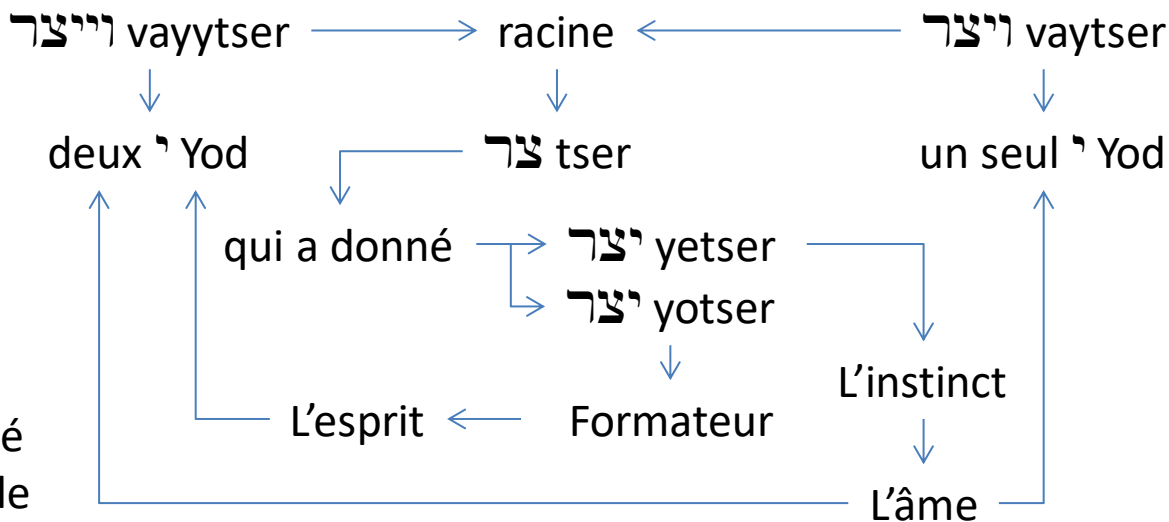 וייצר vayytser racine ויצר vaytser
deux י Yod צר tser un seul י Yod
qui a donné יצר yetser
יצר yotser
L'instinct
L'esprit Formateur
é
le
L'âme